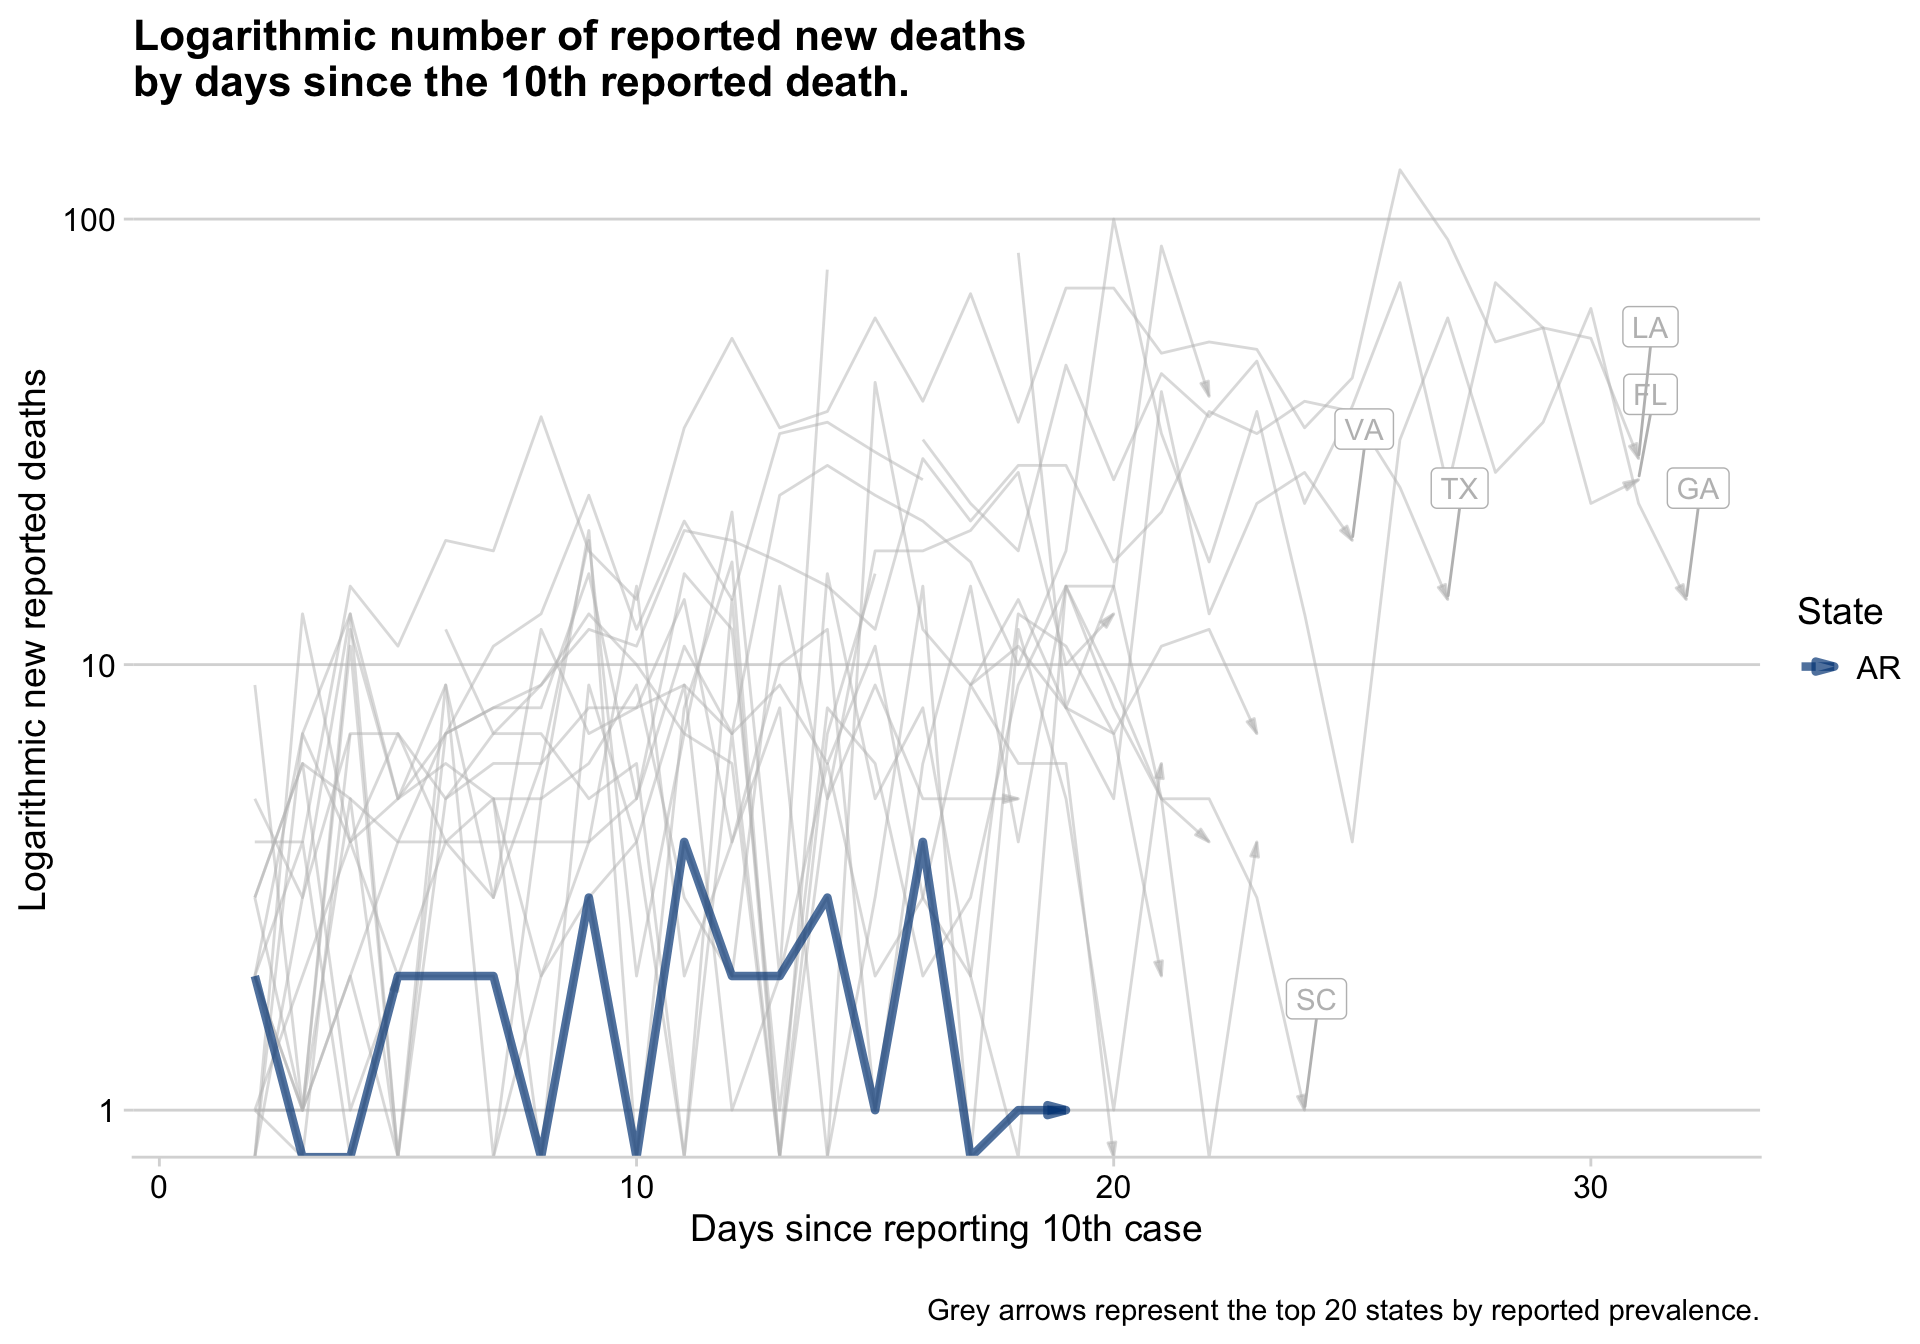 Logarithmic number of reported new deaths
by days since the 10th reported death.
Logarithmic new reported deaths
100
10
1
LA
FL
VA
TX
GA
SC
State
AR
0
10
20
30
Days since reporting 10th case
Grey arrows represent the top 20 states by reported prevalence.